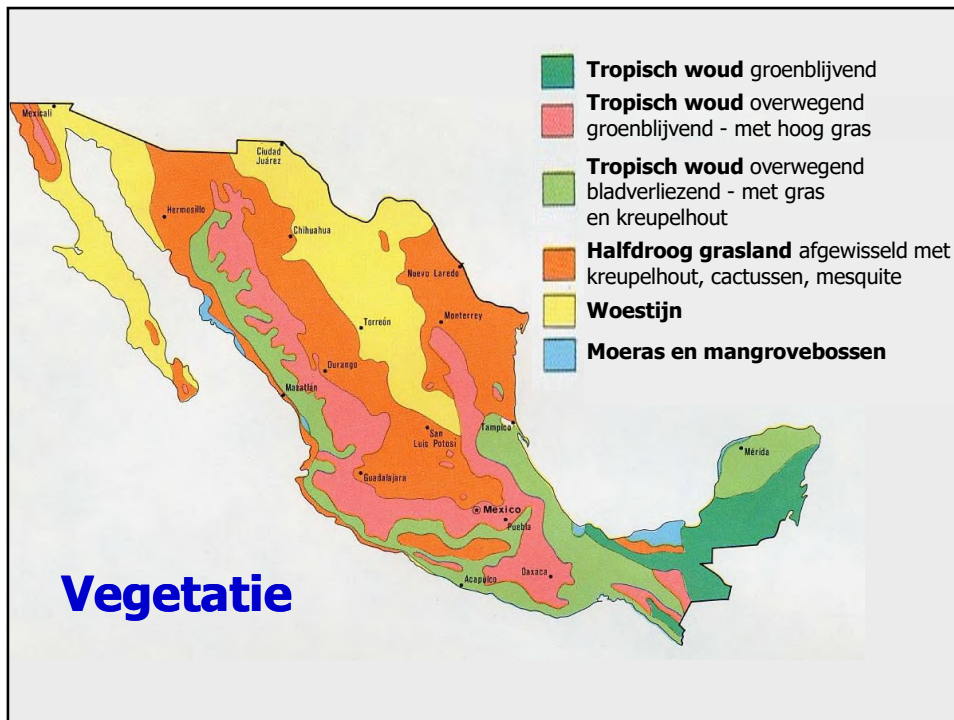 Tropisch woud groenblijvend
Tropisch woud overwegend
groenblijvend - met hoog gras
Tropisch woud overwegend
bladverliezend - met gras
en kreupelhout
Halfdroog grasland afgewisseld met
kreupelhout, cactussen, mesquite
Woestijn
Moeras en mangrovebossen
Mexicali
Ciudad
Juárez
Hermosillo
Chihuahua
Nuevo Laredo
Torreón
Monterrey
Durango
Mazatlán
San
Luis Potosi
Tampico
Mérida
Guadalajara
Mexico
Puebla
Acapulco
Oaxaca
Vegetatie